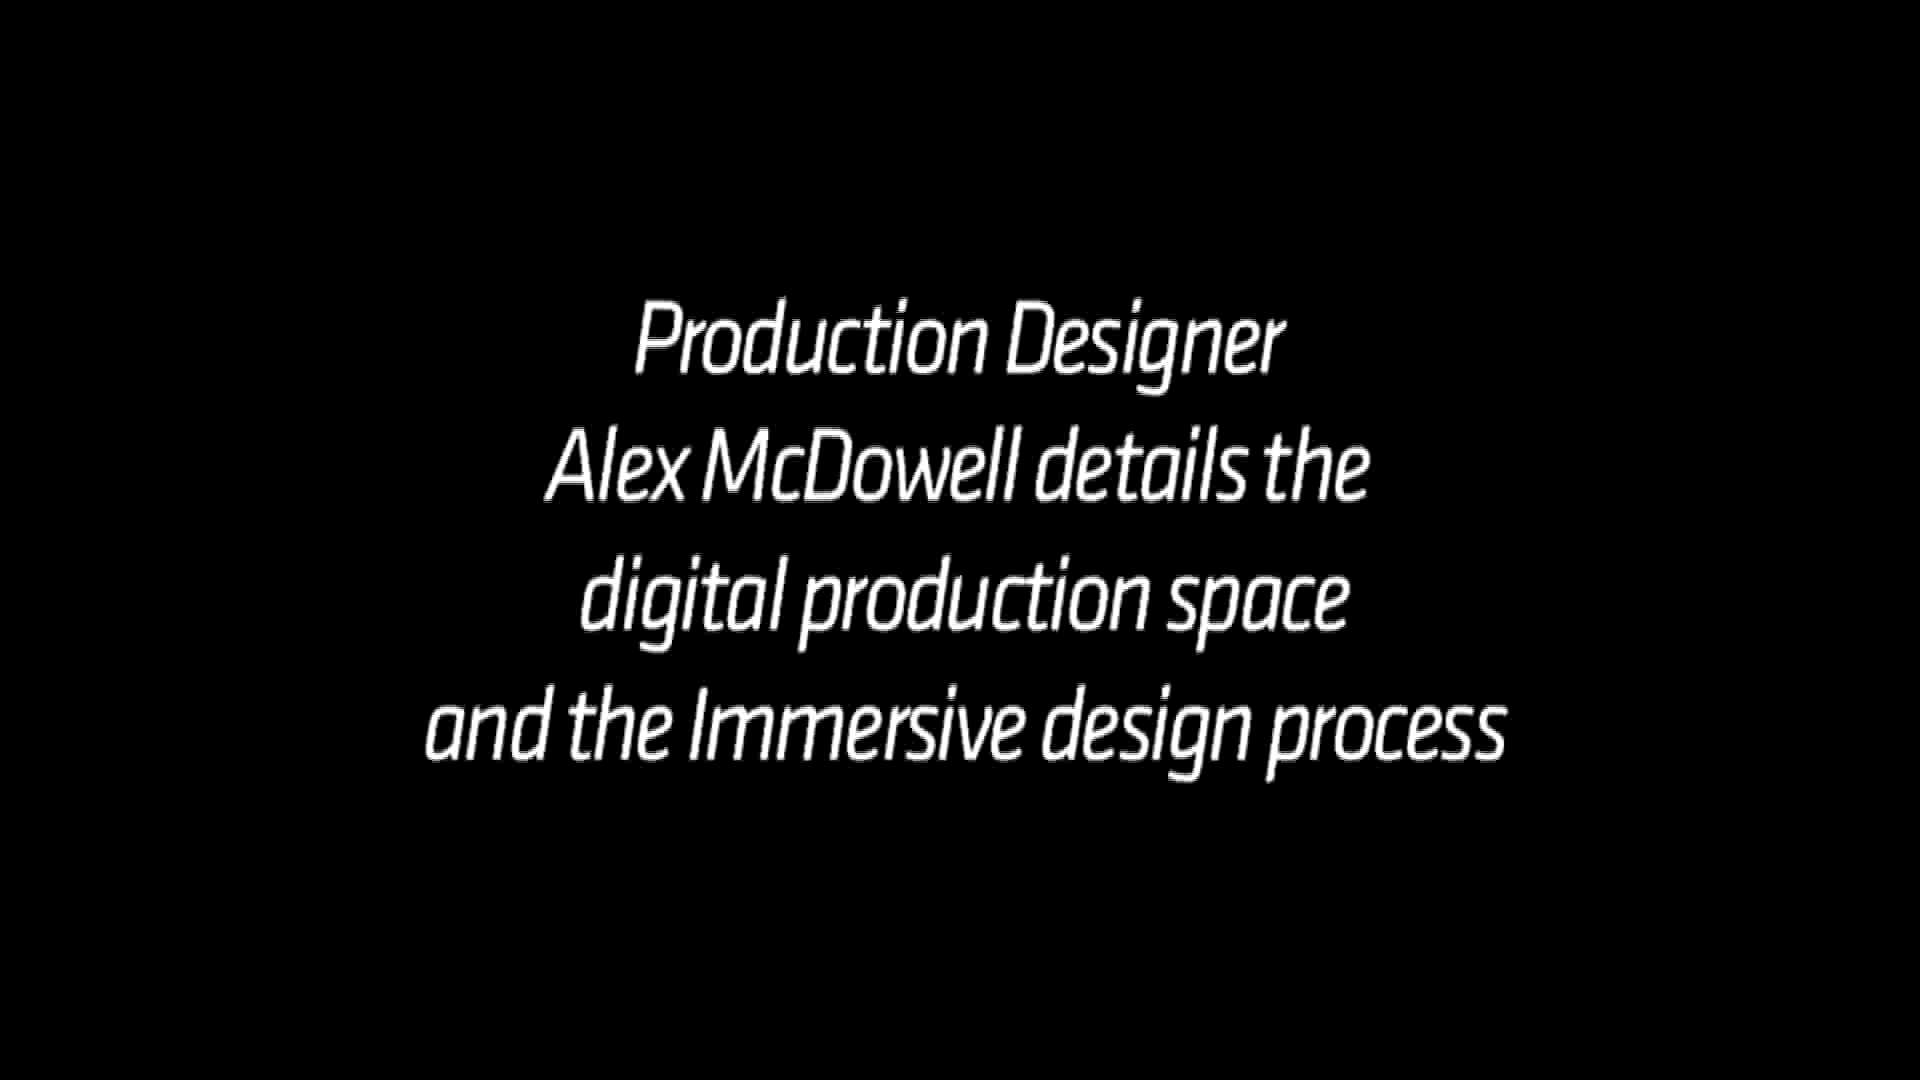 Production Designer
Alex McDowell details the
digital production space
and the Immersive design process